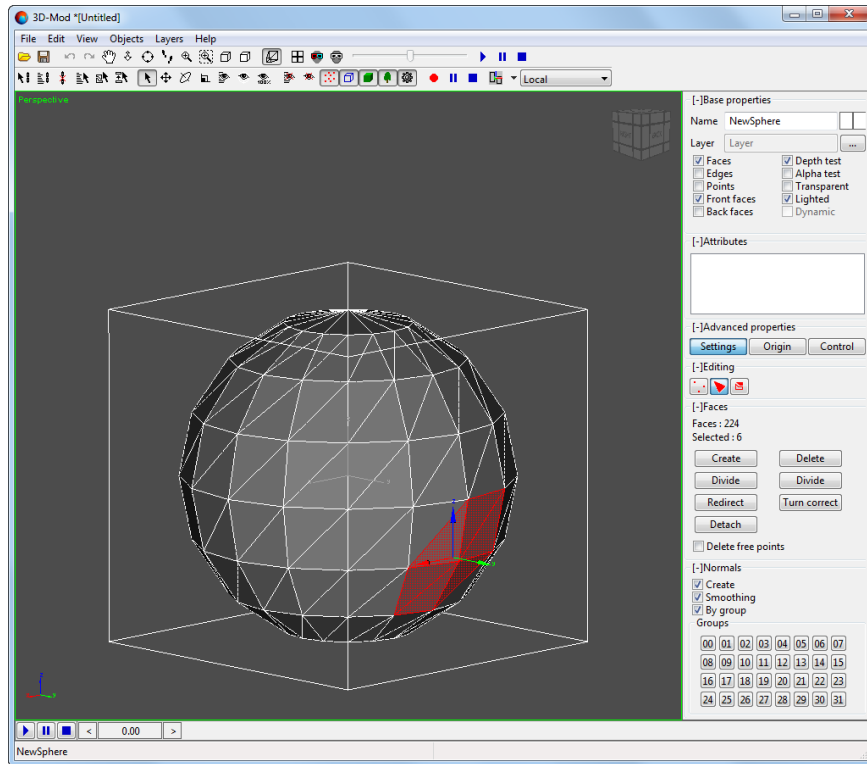 3D-Mod *[Untitled]
File Edit View Objects Layers Help
100%
Local
Perspective
[-]Base properties
Name NewSphere
Layer Layer ...
Faces Depth test
Edges Alpha test
Points Transparent
Front faces Lighted
Back faces Dynamic
[-]Attributes
[-]Advanced properties
Settings Origin Control
[-]Editing
[-]Faces
Faces : 224
Selected : 6
Create Delete
Divide Divide
Redirect Turn correct
Detach
Delete free points
[-]Normals
Create
Smoothing
By group
Groups
00 01 02 03 04 05 06 07
08 09 10 11 12 13 14 15
16 17 18 19 20 21 22 23
24 25 26 27 28 29 30 31
z
< 0.00 >
NewSphere